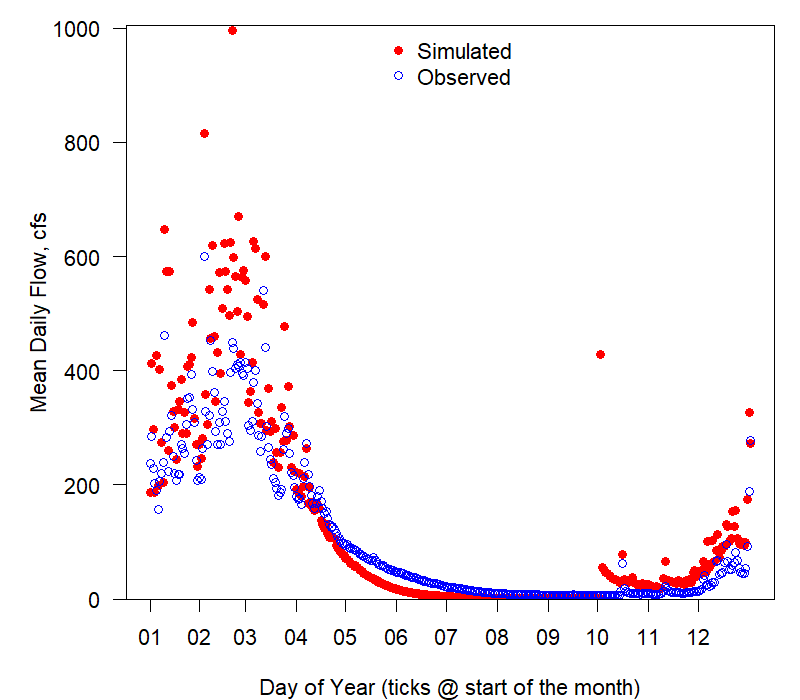 1000
800
600
400
200
0
Mean Daily Flow, cfs
Simulated
Observed
01 02 03 04 05 06 07 08 09 10 11 12
Day of Year (ticks @ start of the month)